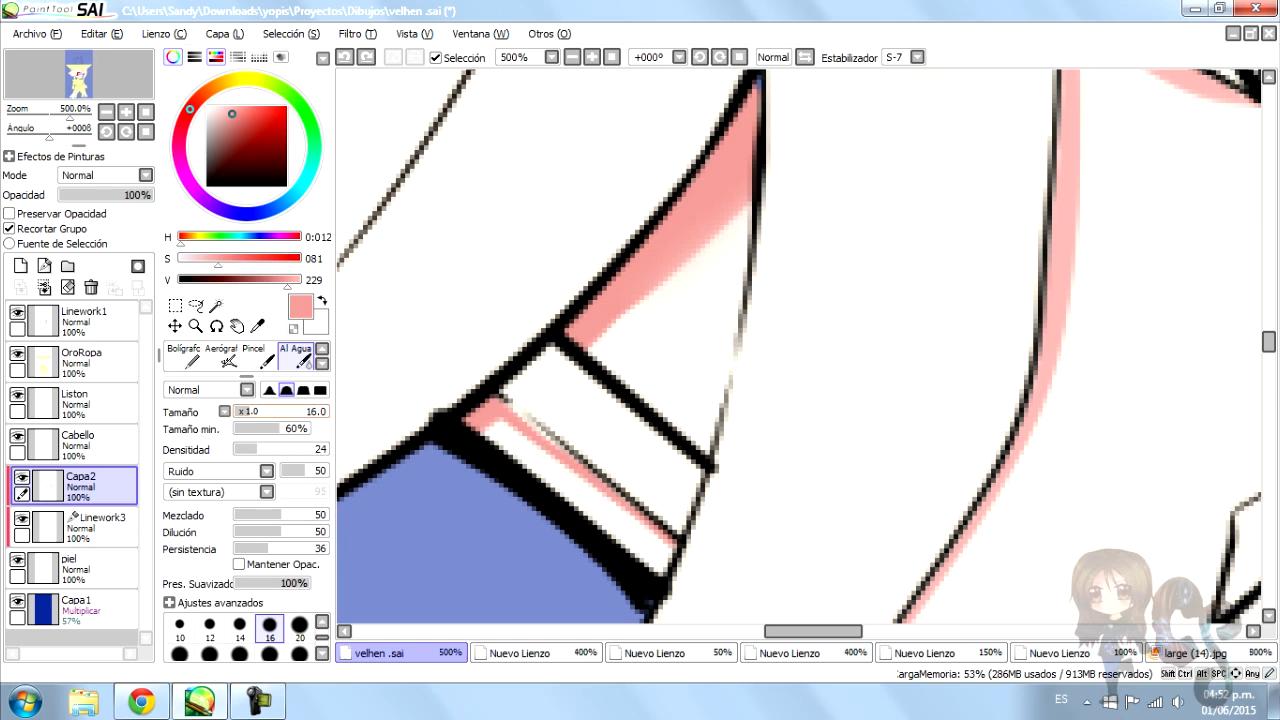 PaintTool SAI C:\Users\Sandy\Downloads\yopis\Proyectos\Dibujos\velhen .sai (*)
Archivo (F) Editar (E) Lienzo (C) Capa (L) Selección (S) Filtro (T) Vista (V) Ventana (W) Otros (O)
Selección 500% +000° Normal Estabilizador S-7
Zoom 500.0%
Ángulo +000º
Efectos de Pinturas
Modo Normal
Opacidad 100%
Preservar Opacidad
Recortar Grupo
Fuente de Selección
Linework1
Normal
100%
OroRopa
Normal
100%
Liston
Normal
100%
Cabello
Normal
100%
Capa2
Normal
100%
Linework3
Normal
100%
piel
Normal
100%
Capa1
Multiplicar
57%
H 0:012
S 081
V 229
Bolígrafc Aerógraf Pincel Al Agua
Normal
Tamaño x1.0 16.0
Tamaño min. 60%
Densitidad 24
Ruido 50
(sin textura) 95
Mezclado 50
Dilución 50
Persistencia 36
Mantener Opac.
Pres. Suavizado 100%
Ajustes avanzados
10 12 14 16 20
velhen .sai 500% Nuevo Lienzo 400% Nuevo Lienzo 50% Nuevo Lienzo 400% Nuevo Lienzo 150% Nuevo Lienzo 100% large (14).jpg 800%
argaMemoria: 53% (286MB usados / 913MB reservados) Shift Ctrl Alt SPC Any
ES
04:52 p.m.
01/06/2015